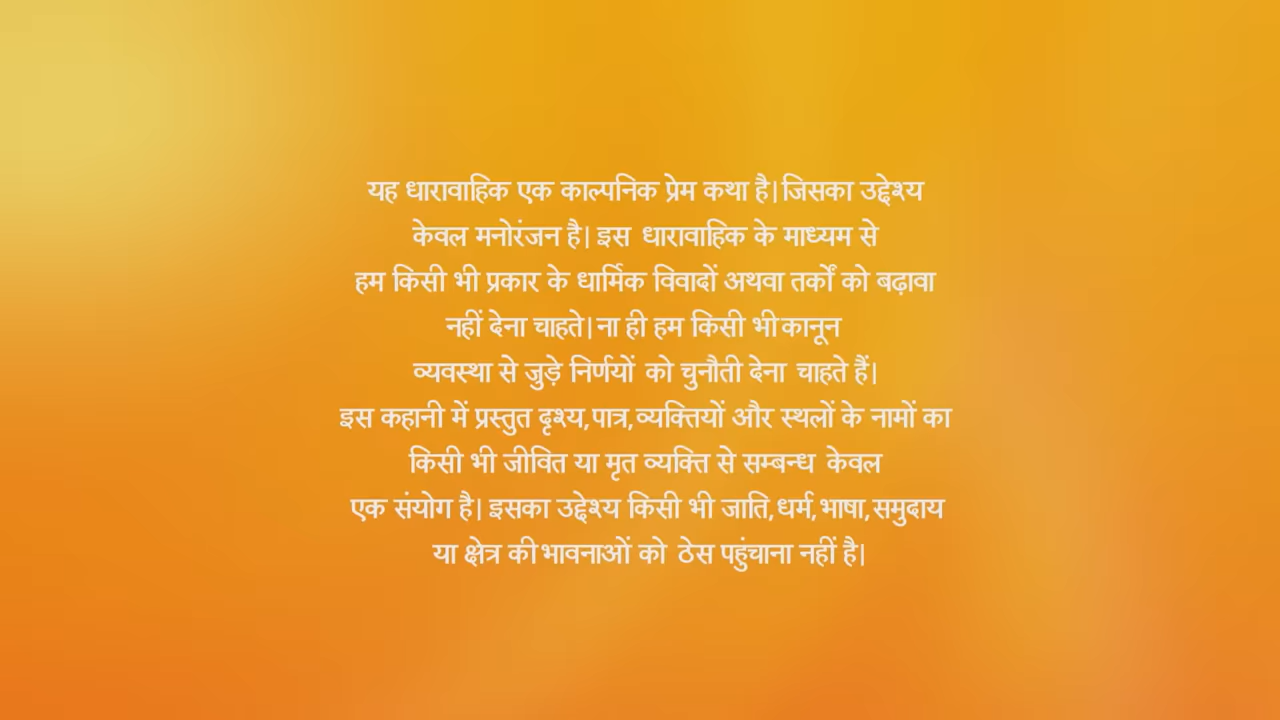 यह धारावाहिक एक काल्पनिक प्रेम कथा है|जिसका उद्देश्य
केवल मनोरंजन है| इस धारावाहिक के माध्यम से
हम किसी भी प्रकार के धार्मिक विवादों अथवा तर्कों को बढ़ावा
नहीं देना चाहते|ना ही हम किसी भी कानून
व्यवस्था से जुड़े निर्णयों को चुनौती देना चाहते हैं|
इस कहानी में प्रस्तुत दृश्य,पात्र,व्यक्तियों और स्थलों के नामों का
किसी भी जीवित या मृत व्यक्ति से सम्बन्ध केवल
एक संयोग है| इसका उद्देश्य किसी भी जाति,धर्म,भाषा,समुदाय
या क्षेत्र की भावनाओं को ठेस पहुंचाना नहीं है|